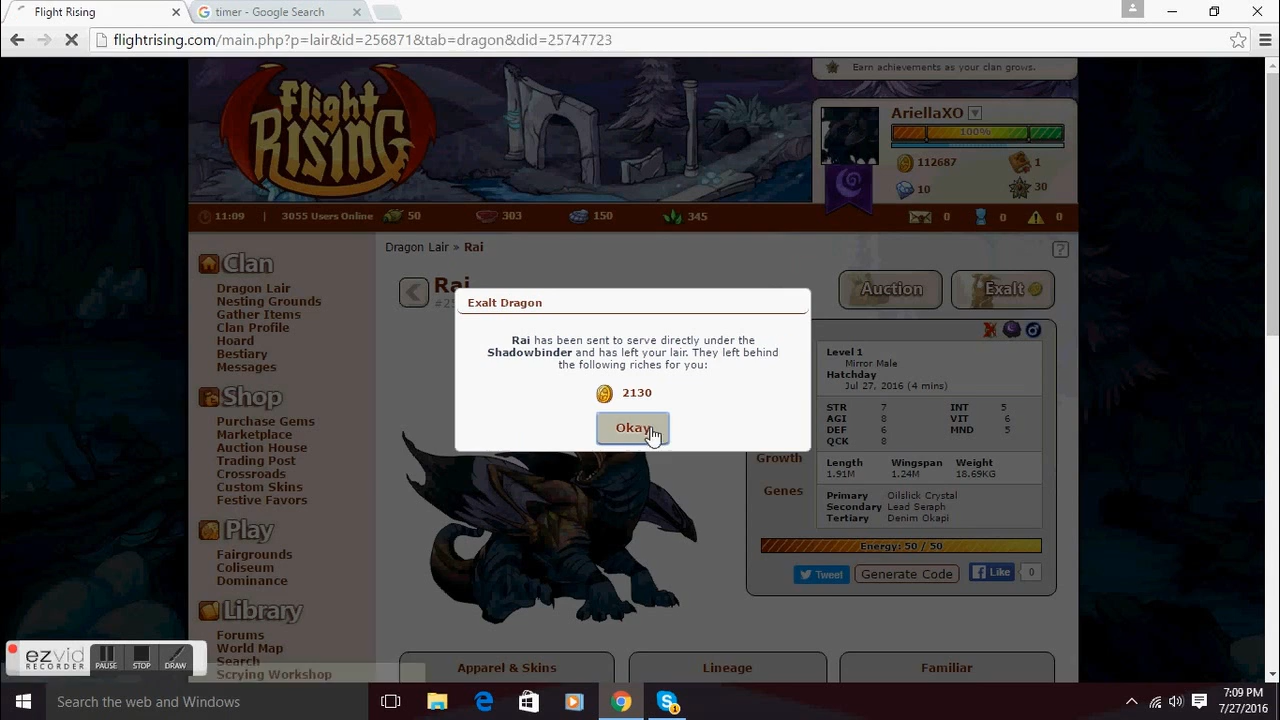 Flight Rising
timer - Google Search
flightrising.com/main.php?p=lair&id=256871&tab=dragon&did=25747723
Earn achievements as your clan grows.
Flight
RISING
AriellaXO
100%
112687
1
10
30
11:09 | 3055 Users Online 50 303 150 345 0 0 0
Dragon Lair » Rai
?
Clan
Dragon Lair
Nesting Grounds
Gather Items
Clan Profile
Hoard
Bestiary
Messages
Shop
Purchase Gems
Marketplace
Auction House
Trading Post
Crossroads
Custom Skins
Festive Favors
Play
Fairgrounds
Coliseum
Dominance
Library
Forums
World Map
Search
Scrying Workshop
Rai
Auction
Exalt
Exalt Dragon
Rai has been sent to serve directly under the
Shadowbinder and has left your lair. They left behind
the following riches for you:
2130
Okay
Level 1
Mirror Male
Hatchday
Jul 27, 2016 (4 mins)
STR 7 INT 5
AGI 8 VIT 6
DEF 6 MND 5
QCK 8
Length Wingspan Weight
1.91M 1.24M 18.69KG
Growth
Genes
Primary Oilslick Crystal
Secondary Lead Seraph
Tertiary Denim Okapi
Energy: 50 / 50
Tweet
Generate Code
Like
0
Apparel & Skins
Lineage
Familiar
ezvid
RECORDER
PAUSE
STOP
DRAW
Search the web and Windows
1
7:09 PM
7/27/2016